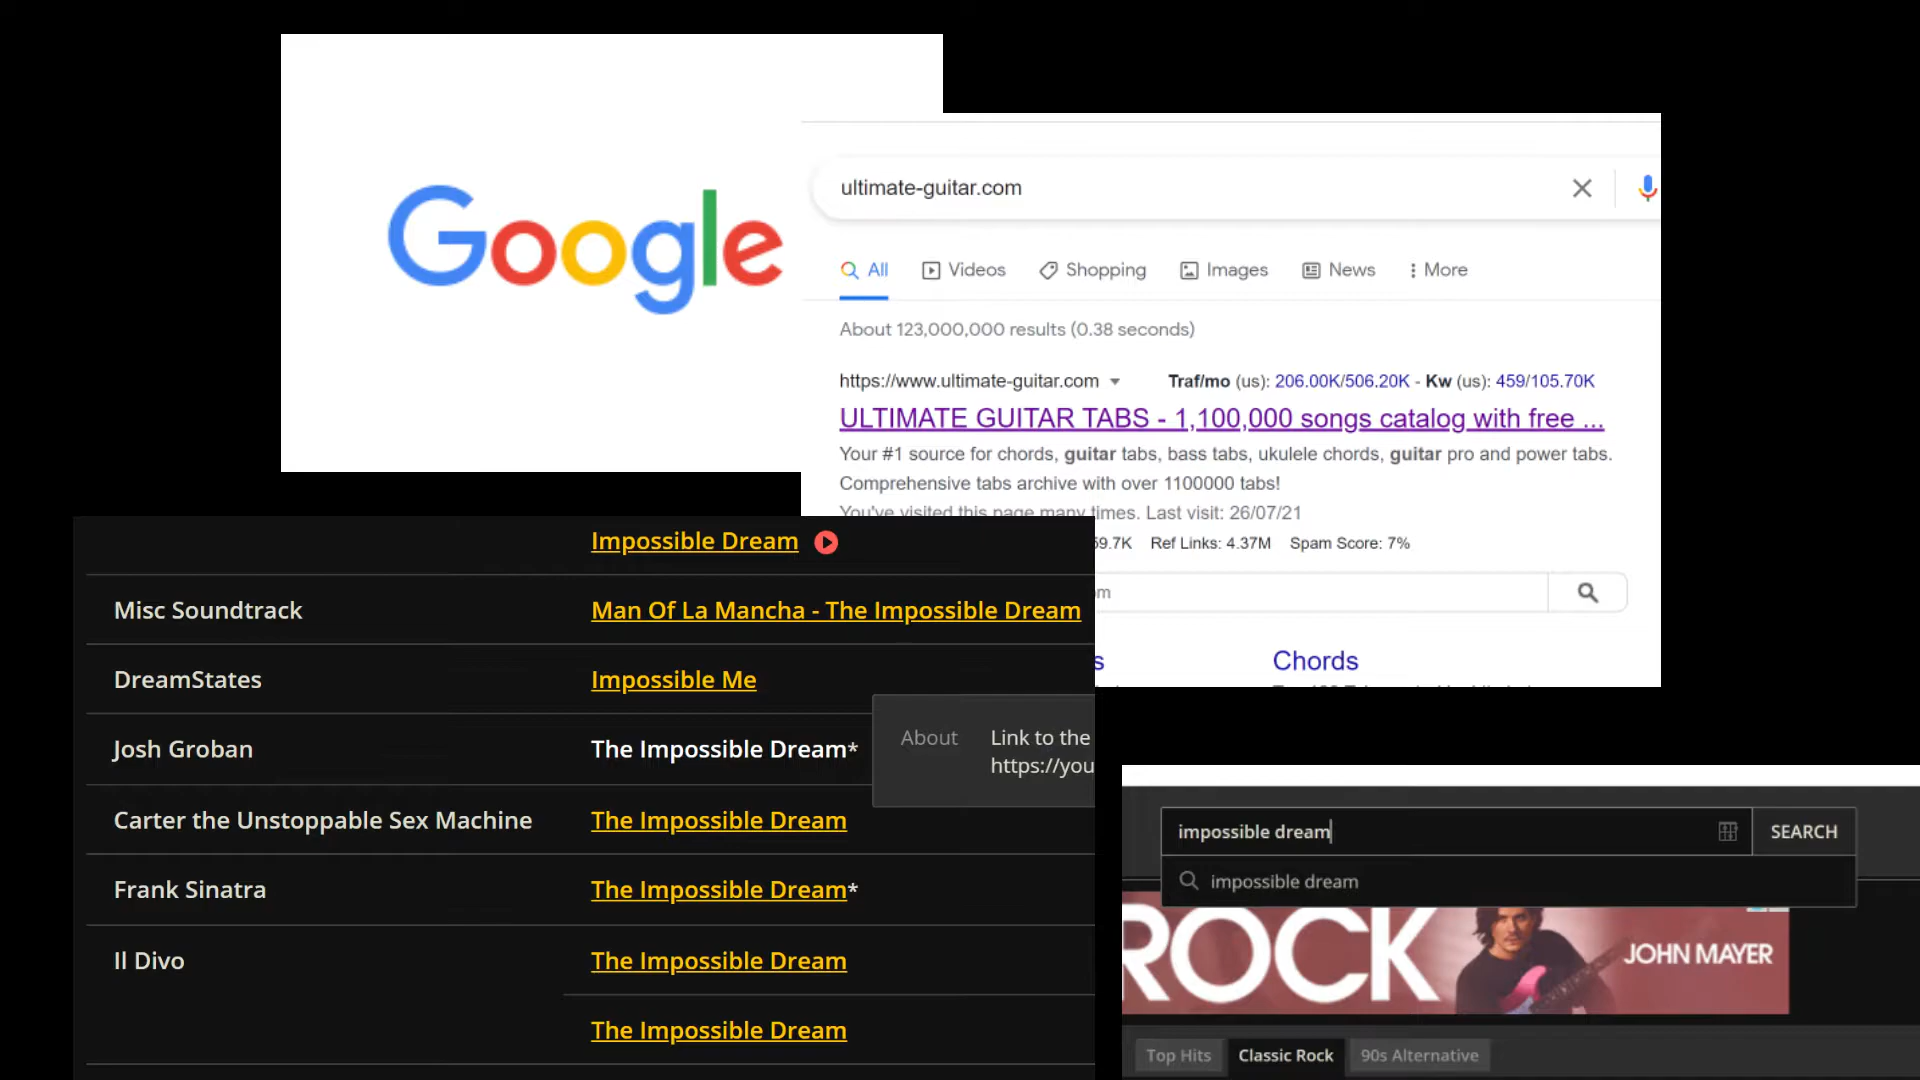 Google
ultimate-guitar.com
All Videos Shopping Images News More
About 123,000,000 results (0.38 seconds)
https://www.ultimate-guitar.com Traf/mo (us): 206.00K/506.20K - Kw (us): 459/105.70K
ULTIMATE GUITAR TABS - 1,100,000 songs catalog with free ...
Your #1 source for chords, guitar tabs, bass tabs, ukulele chords, guitar pro and power tabs.
Comprehensive tabs archive with over 1100000 tabs!
You've visited this page many times. Last visit: 26/07/21
59.7K Ref Links: 4.37M Spam Score: 7%
Chords
Impossible Dream
Misc Soundtrack Man Of La Mancha - The Impossible Dream
DreamStates Impossible Me
Josh Groban The Impossible Dream*
About Link to the
https://you
Carter the Unstoppable Sex Machine The Impossible Dream
Frank Sinatra The Impossible Dream*
Il Divo The Impossible Dream
The Impossible Dream
impossible dream SEARCH
impossible dream
ROCK JOHN MAYER
Top Hits Classic Rock 90s Alternative